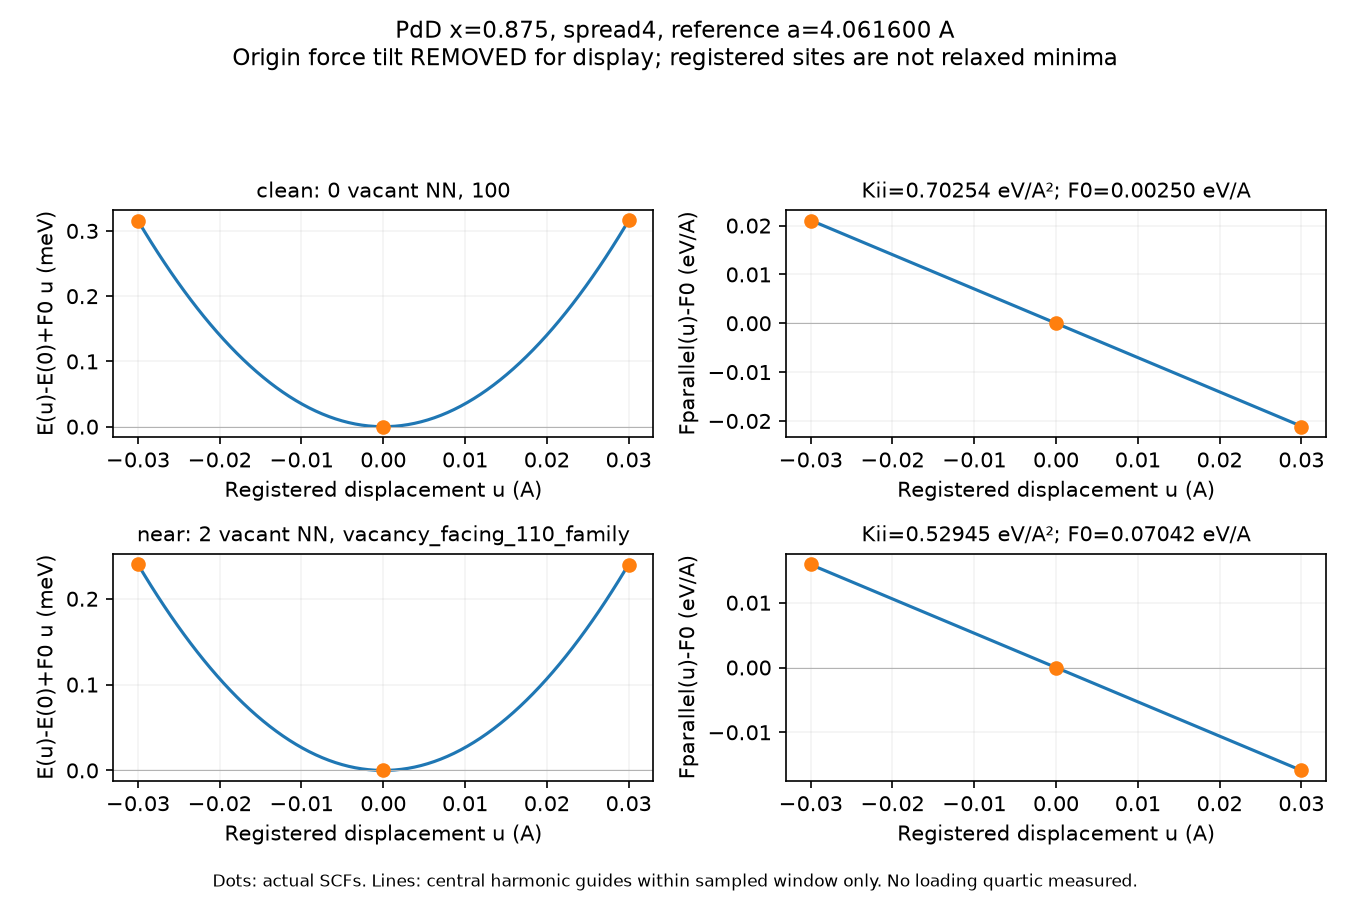 PdD x=0.875, spread4, reference a=4.061600 A
Origin force tilt REMOVED for display; registered sites are not relaxed minima
clean: 0 vacant NN, 100
E(u)-E(0)+F0 u (meV)
0.3
0.2
0.1
0.0
−0.03 −0.02 −0.01 0.00 0.01 0.02 0.03
Registered displacement u (A)
Kii=0.70254 eV/A²; F0=0.00250 eV/A
Fparallel(u)-F0 (eV/A)
0.02
0.01
0.00
−0.01
−0.02
−0.03 −0.02 −0.01 0.00 0.01 0.02 0.03
Registered displacement u (A)
near: 2 vacant NN, vacancy_facing_110_family
E(u)-E(0)+F0 u (meV)
0.2
0.1
0.0
−0.03 −0.02 −0.01 0.00 0.01 0.02 0.03
Registered displacement u (A)
Kii=0.52945 eV/A²; F0=0.07042 eV/A
Fparallel(u)-F0 (eV/A)
0.01
0.00
−0.01
−0.03 −0.02 −0.01 0.00 0.01 0.02 0.03
Registered displacement u (A)
Dots: actual SCFs. Lines: central harmonic guides within sampled window only. No loading quartic measured.